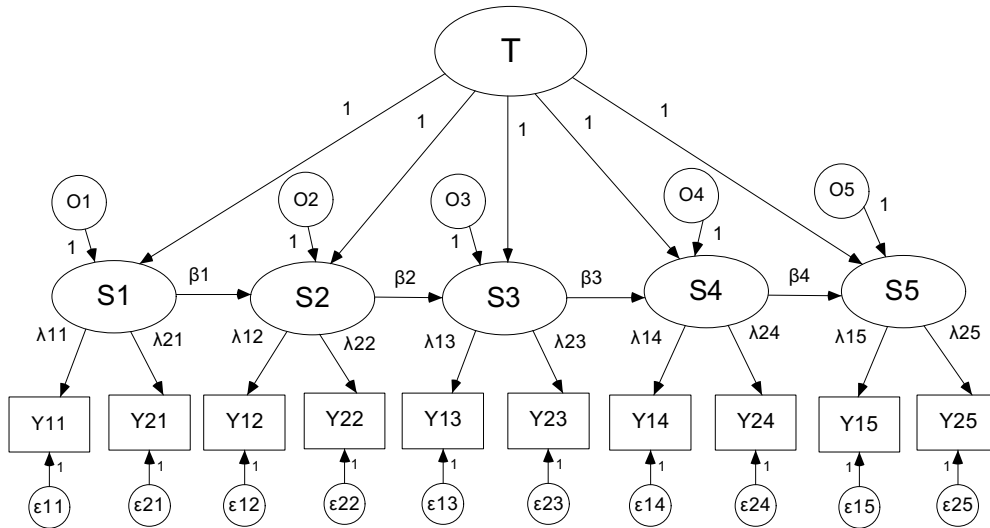 T
1 1 1 1 1
O1 O2 O3 O4 O5
1 1 1 1 1
S1 β1 S2 β2 S3 β3 S4 β4 S5
λ11 λ21 λ12 λ22 λ13 λ23 λ14 λ24 λ15 λ25
Y11 Y21 Y12 Y22 Y13 Y23 Y14 Y24 Y15 Y25
1 1 1 1 1 1 1 1 1 1
ε11 ε21 ε12 ε22 ε13 ε23 ε14 ε24 ε15 ε25